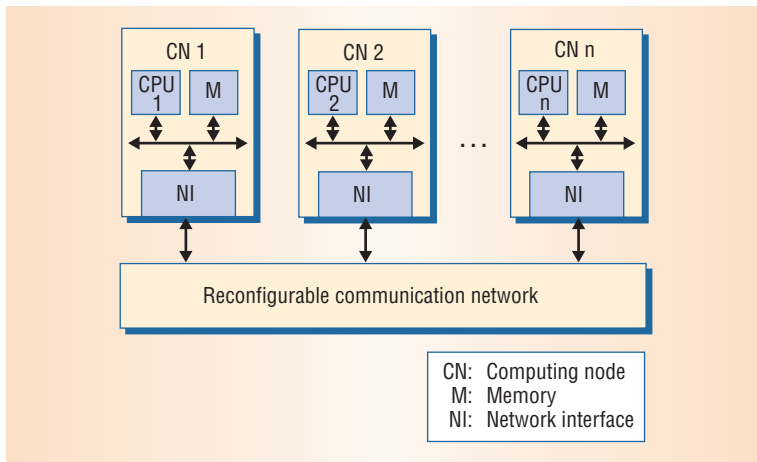 CN 1
CPU
1
M
NI
CN 2
CPU
2
M
NI
...
CN n
CPU
n
M
NI
Reconfigurable communication network
CN: Computing node
M: Memory
NI: Network interface